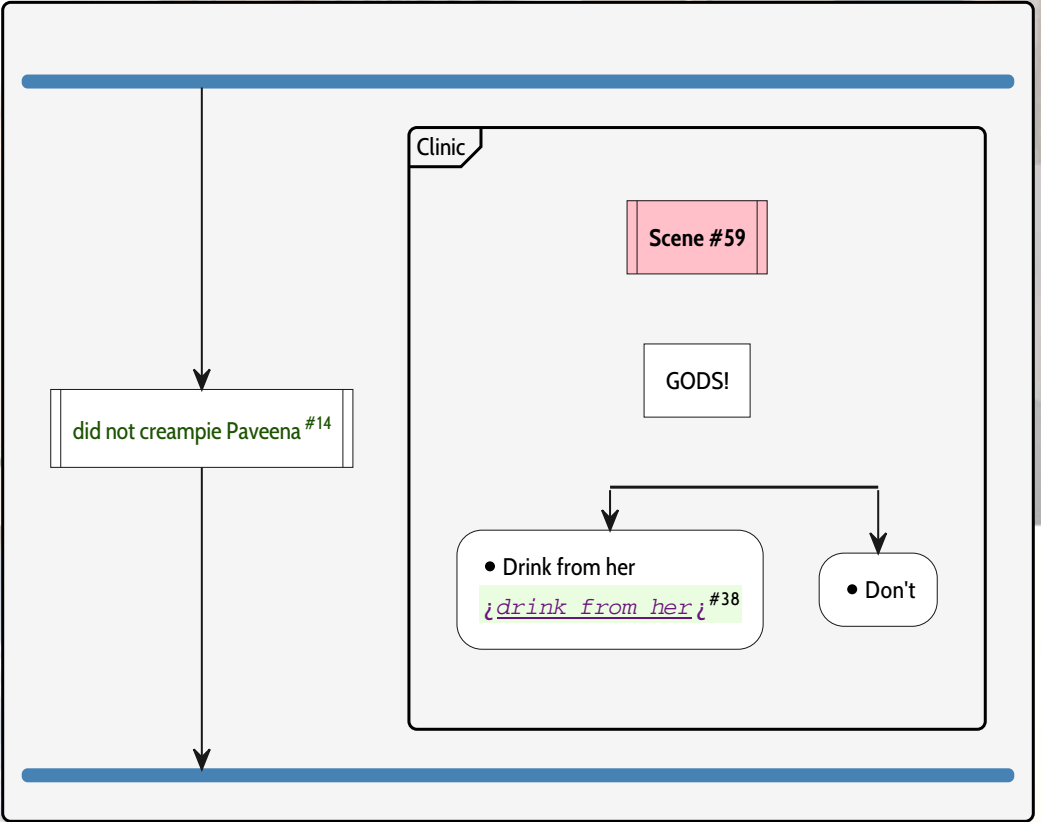 Clinic
Scene #59
GODS!
did not creampie Paveena #14
• Drink from her
¿drink from her¿#38
• Don't